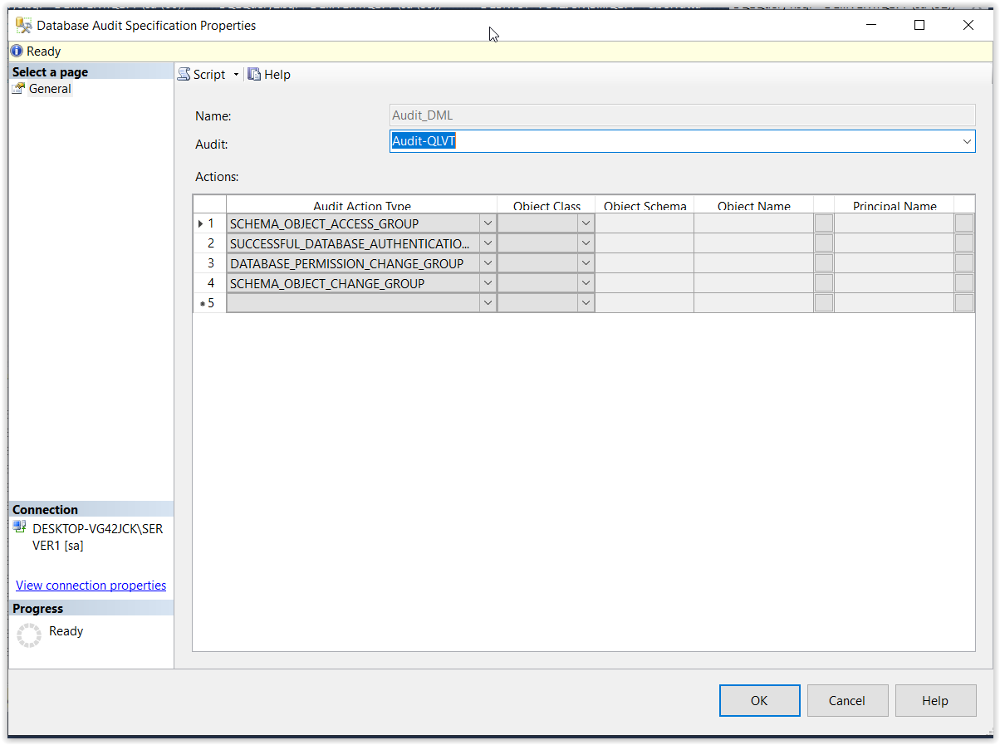 Database Audit Specification Properties
Ready
Select a page
General
Script
Help
Name:
Audit_DML
Audit:
Audit-QLVT
Actions:
Audit Action Type
Object Class
Object Schema
Object Name
Principal Name
1 SCHEMA_OBJECT_ACCESS_GROUP
2 SUCCESSFUL_DATABASE_AUTHENTICATIO...
3 DATABASE_PERMISSION_CHANGE_GROUP
4 SCHEMA_OBJECT_CHANGE_GROUP
5
Connection
DESKTOP-VG42JCK\SER
VER1 [sa]
View connection properties
Progress
Ready
OK
Cancel
Help